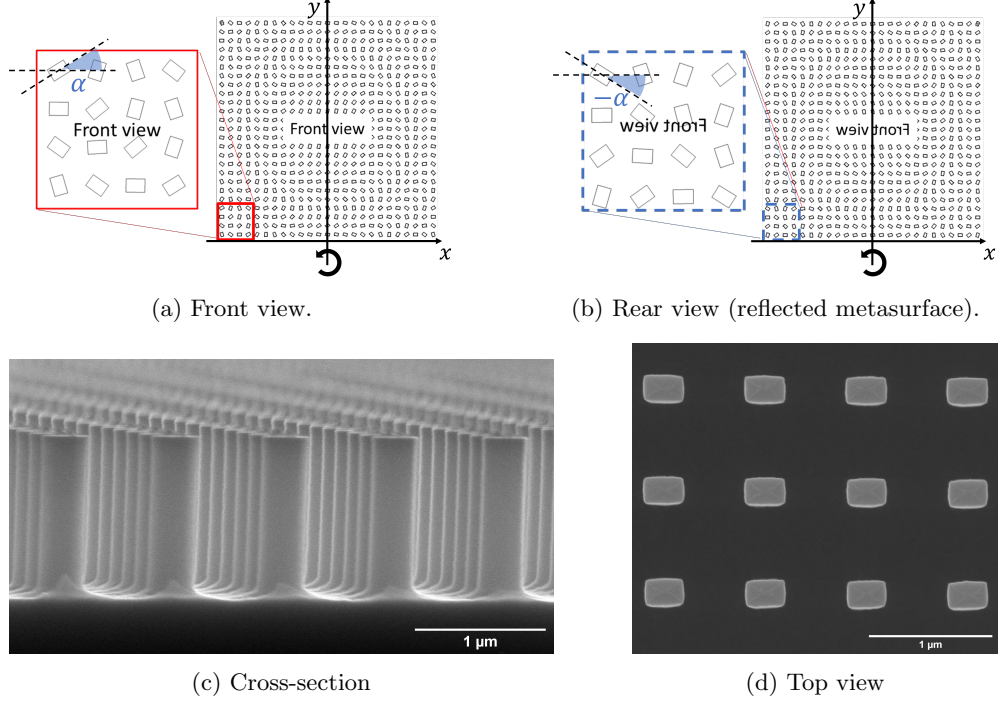 y
α
Front view
Front view
x
(a) Front view.
y
−α
Front view
Front view
x
(b) Rear view (reflected metasurface).
1 µm
(c) Cross-section
1 µm
(d) Top view